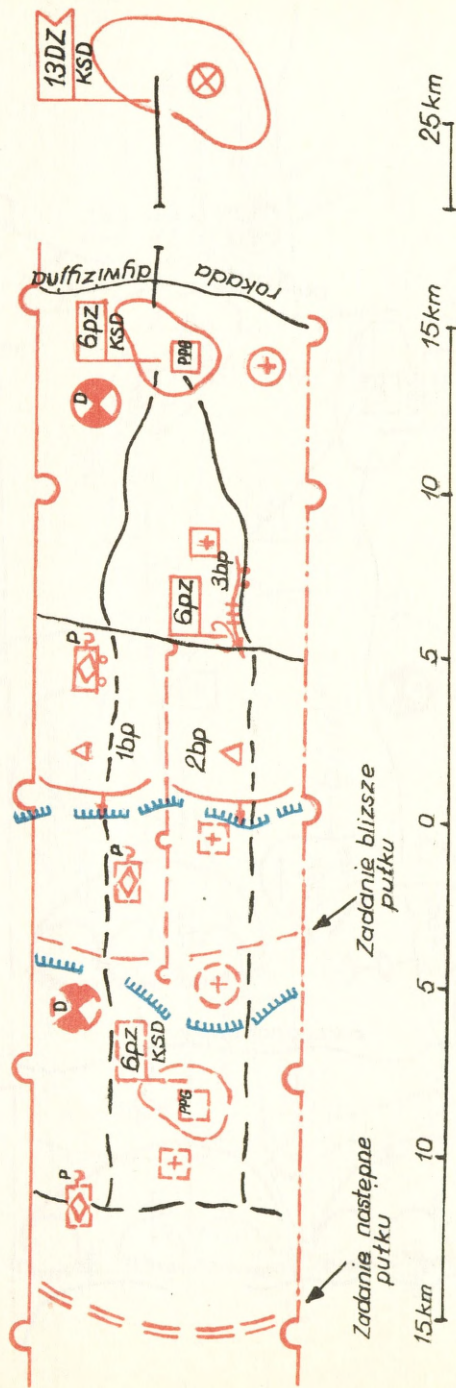 13DZ
KSD
rokada
dywizyjna
6pz
KSD
PPG
D
3bp
6pz
P
1bp
2bp
P
Zadanie bliższe
pułku
D
6pz
KSD
PPG
P
Zadanie następne
pułku
15km
10
5
0
5
10
15km
25km